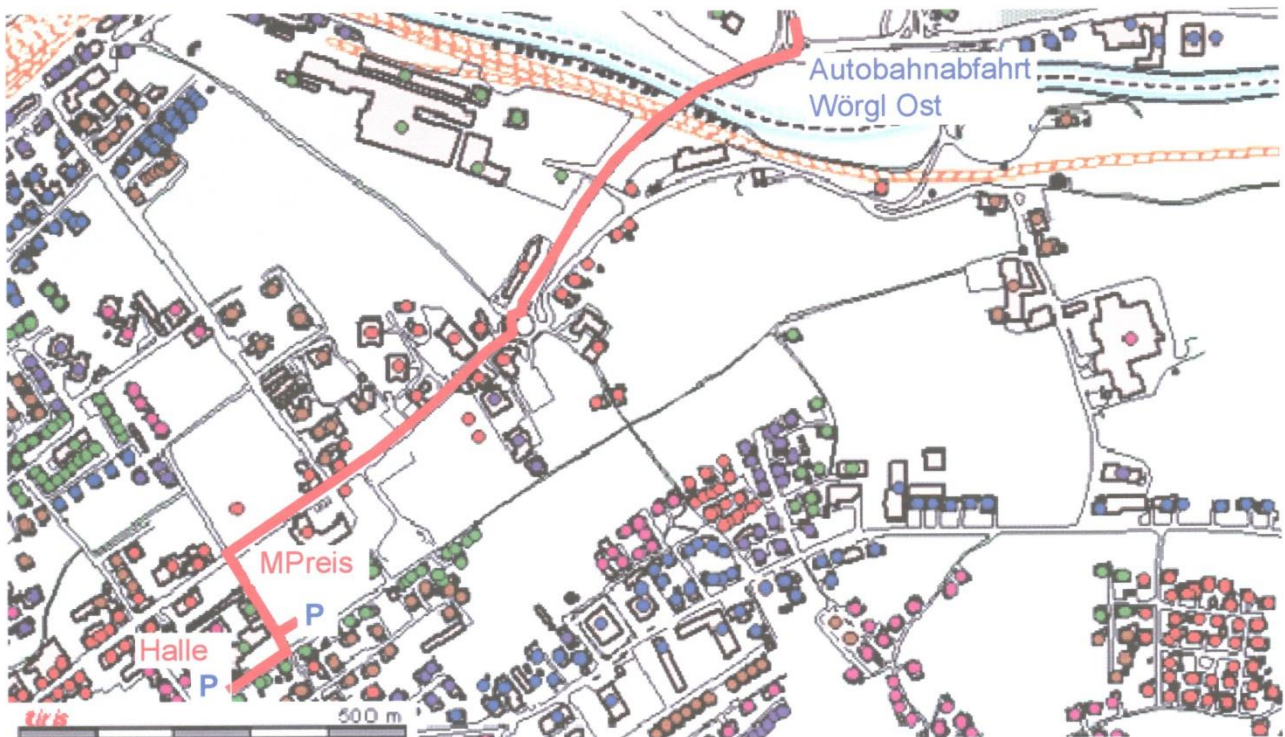 Autobahnabfahrt
Wörgl Ost
MPreis
P
Halle
P
tiris
500 m